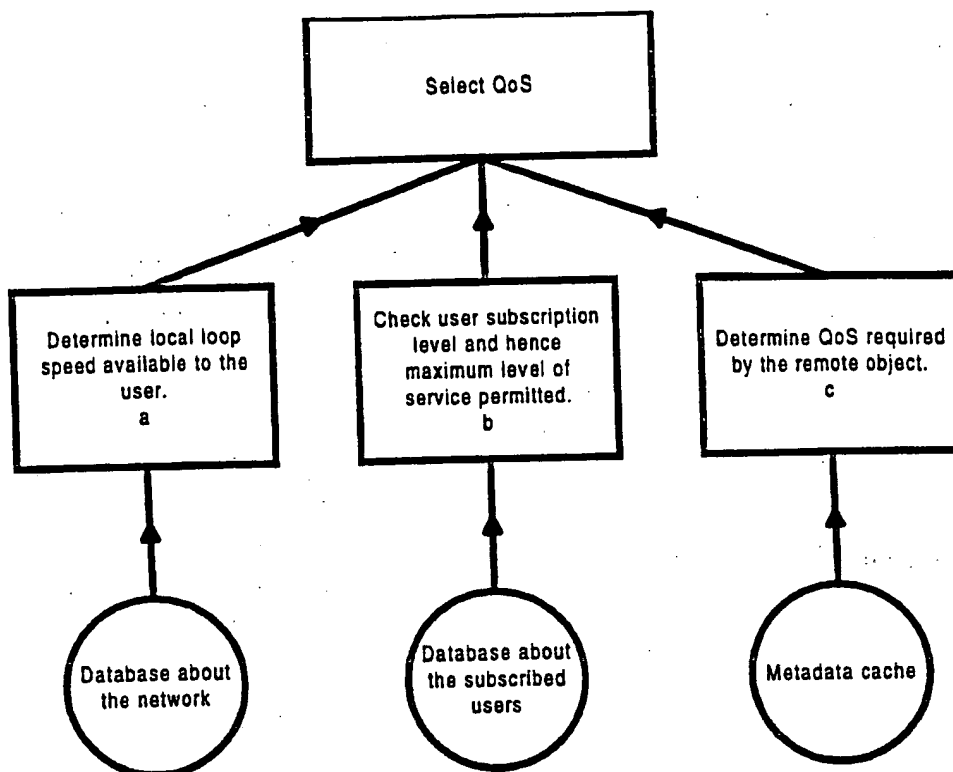 Select QoS
Determine local loop
speed available to the
user.
a
Check user subscription
level and hence
maximum level of
service permitted.
b
Determine QoS required
by the remote object.
c
Database about
the network
Database about
the subscribed
users
Metadata cache